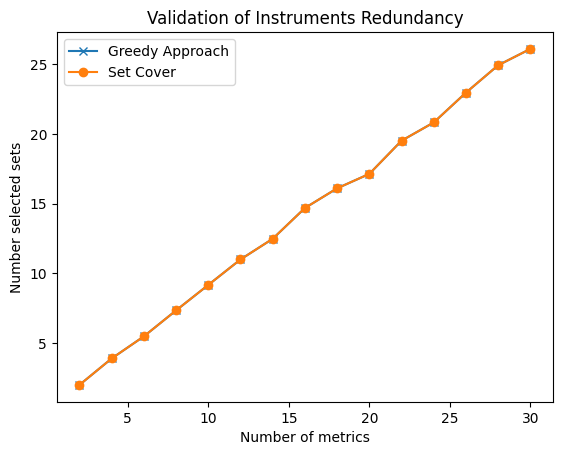 Validation of Instruments Redundancy
Greedy Approach
Set Cover
Number selected sets
25
20
15
10
5
5 10 15 20 25 30
Number of metrics